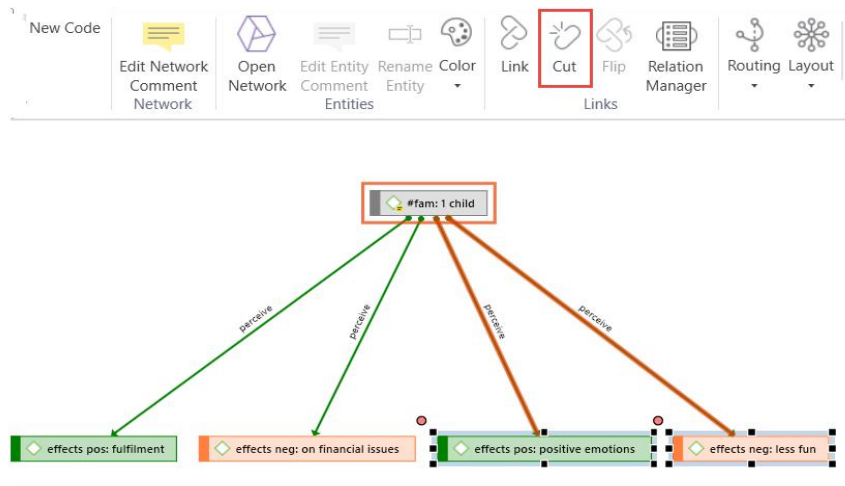 New Code
Edit Network Comment
Open Network
Edit Entity Comment
Rename Entity
Color
Link
Cut
Flip
Relation Manager
Routing
Layout
Network
Entities
Links
#fam: 1 child
perceive
perceive
perceive
perceive
effects pos: fulfilment
effects neg: on financial issues
effects pos: positive emotions
effects neg: less fun